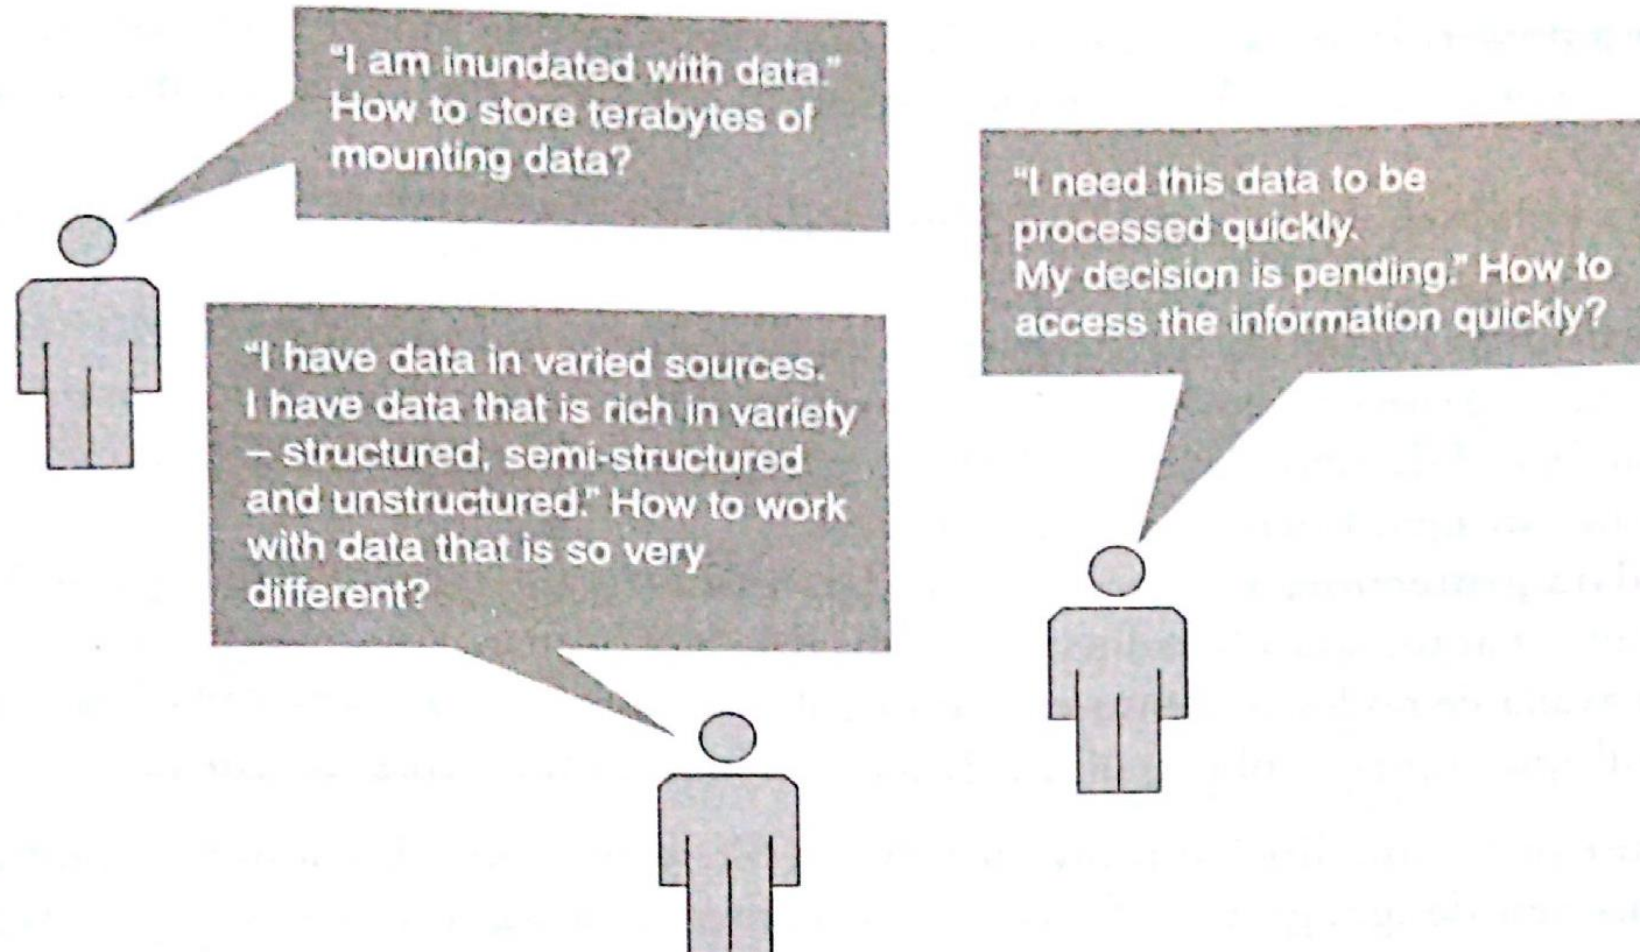 "I am inundated with data."
How to store terabytes of
mounting data?
"I have data in varied sources.
I have data that is rich in variety
– structured, semi-structured
and unstructured." How to work
with data that is so very
different?
"I need this data to be
processed quickly.
My decision is pending." How to
access the information quickly?